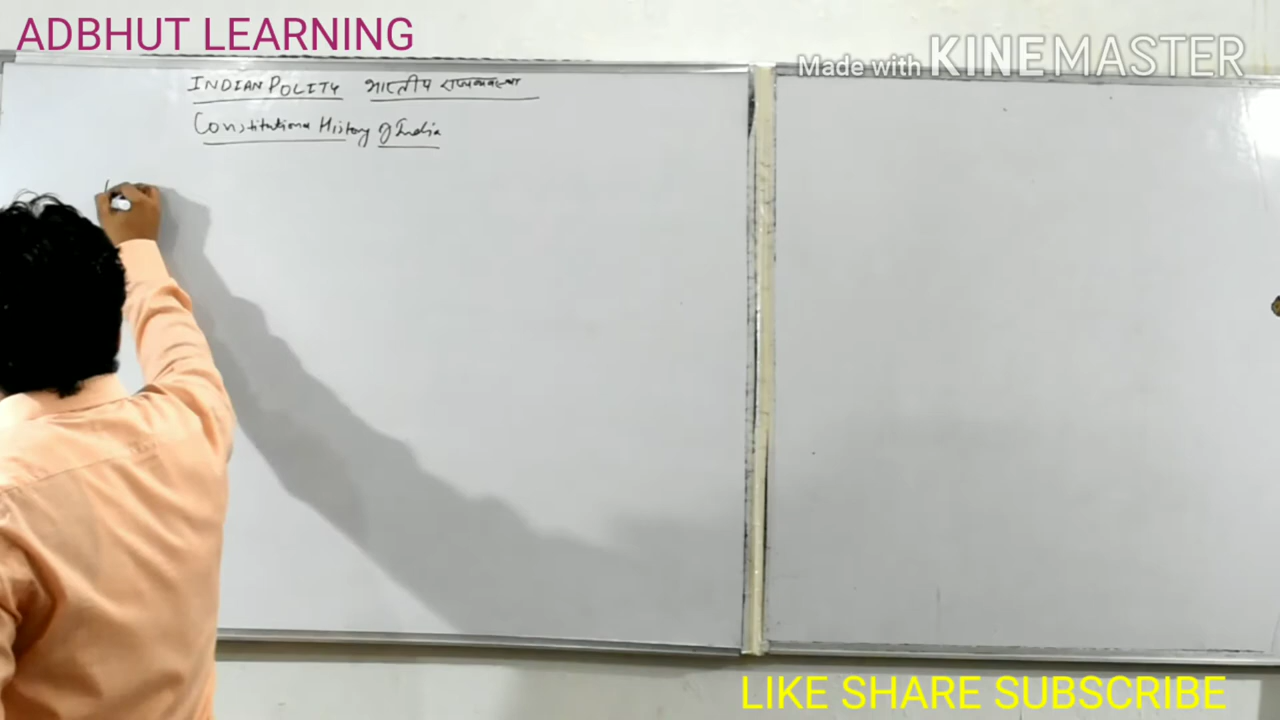 ADBHUT LEARNING
Made with KINEMASTER
INDIAN POLITY भारतीय राजव्यवस्था
Constitutional History of India
LIKE SHARE SUBSCRIBE